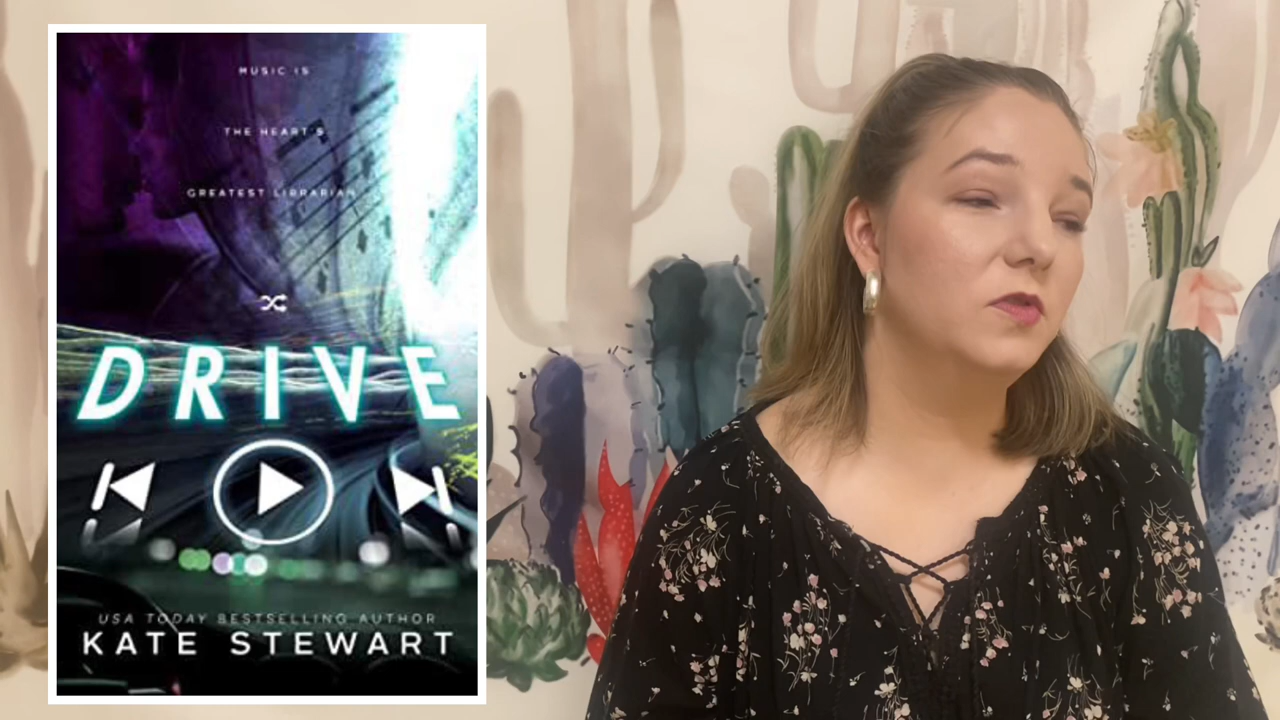 MUSIC IS
THE HEART'S
GREATEST LIBRARIAN
DRIVE
USA TODAY BESTSELLING AUTHOR
KATE STEWART